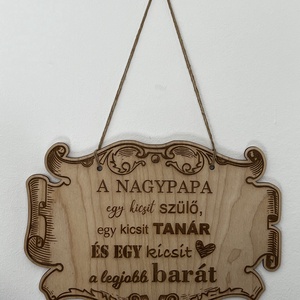 A NAGYPAPA
egy kicsit szülő,
egy kicsit TANÁR
ÉS EGY kicsit
a legjobb barát